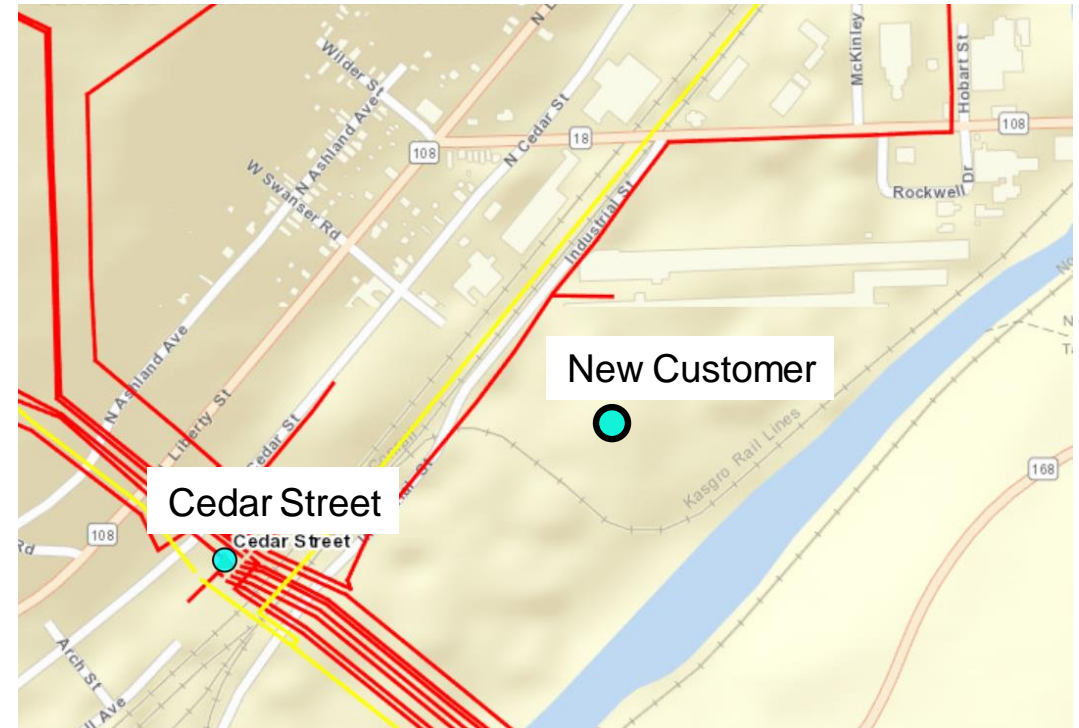 McKinley
Hobart St
Wilder St
N Ashland Ave
N Cedar St
18
108
108
W Swanser Rd
Rockwell Dr
Industrial St
New Customer
N Ashland Ave
Liberty St
Cedar St
Kasgro Rail Lines
168
Cedar Street
108
Rd
Cedar Street
Arch St
Ave